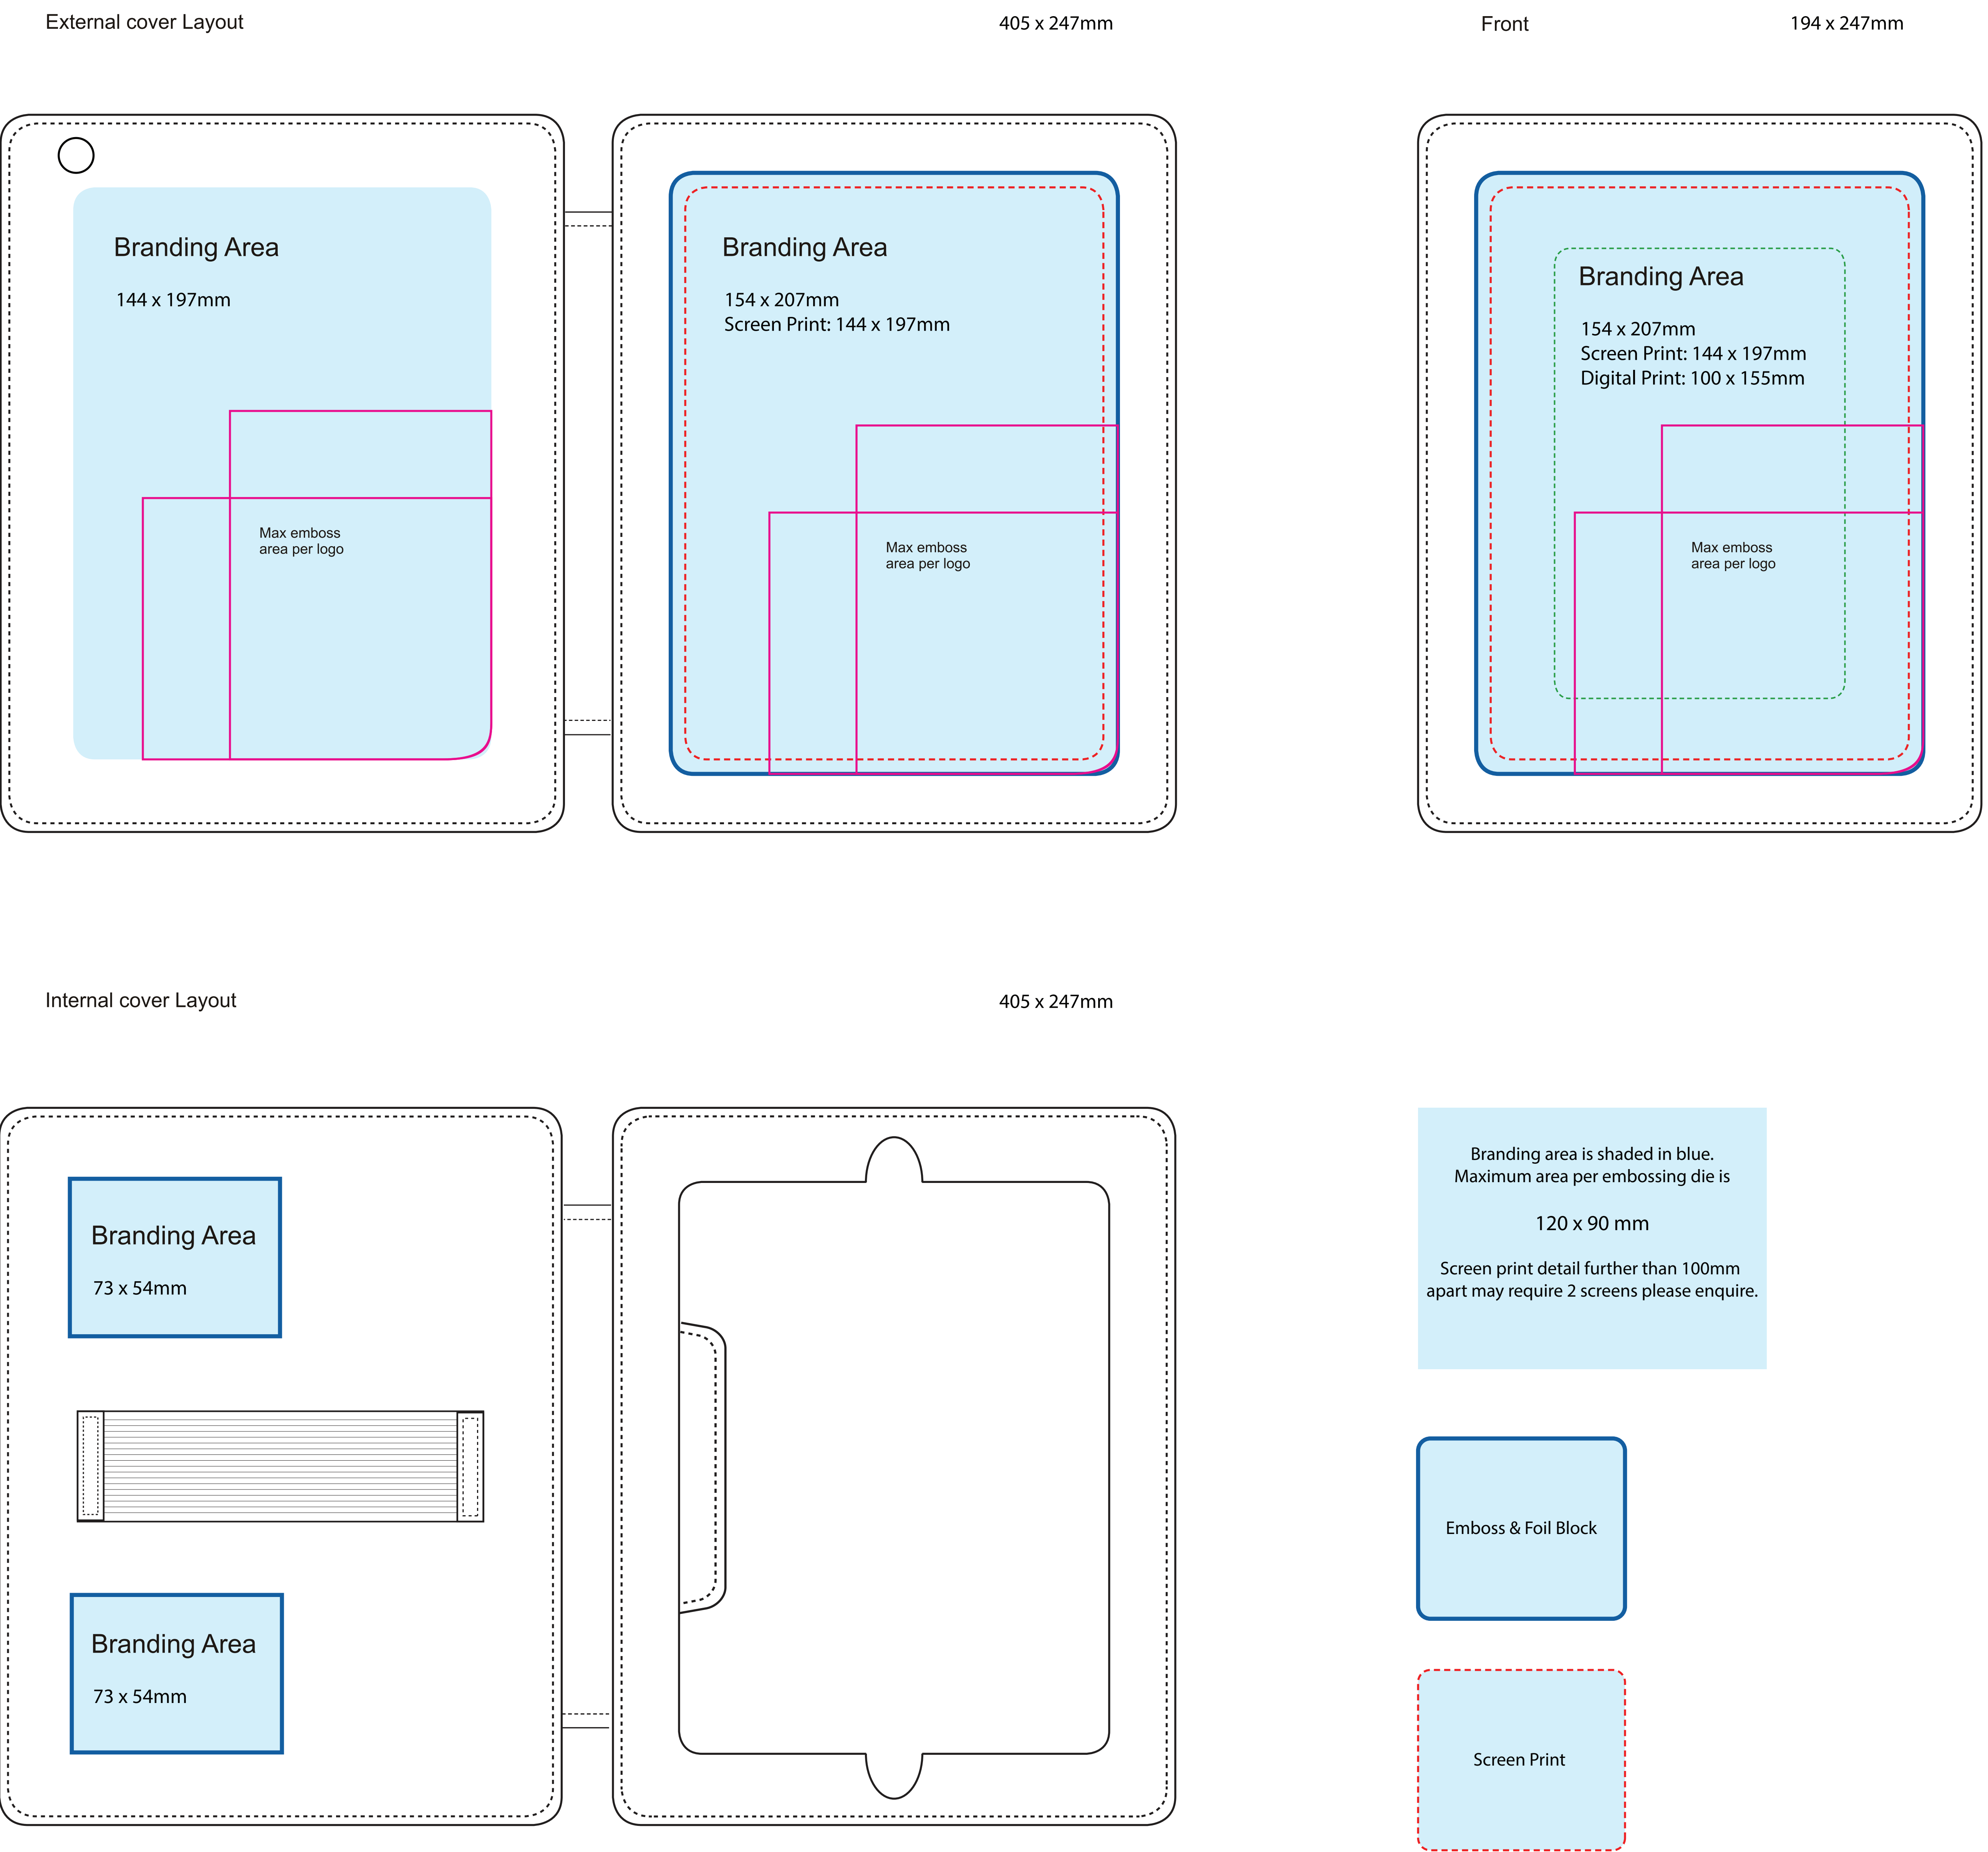 External cover Layout
405 x 247mm
Front
194 x 247mm
Branding Area
144 x 197mm
Max emboss
area per logo
Branding Area
154 x 207mm
Screen Print: 144 x 197mm
Max emboss
area per logo
Branding Area
154 x 207mm
Screen Print: 144 x 197mm
Digital Print: 100 x 155mm
Max emboss
area per logo
Internal cover Layout
405 x 247mm
Branding Area
73 x 54mm
Branding Area
73 x 54mm
Branding area is shaded in blue.
Maximum area per embossing die is
120 x 90 mm
Screen print detail further than 100mm
apart may require 2 screens please enquire.
Emboss & Foil Block
Screen Print